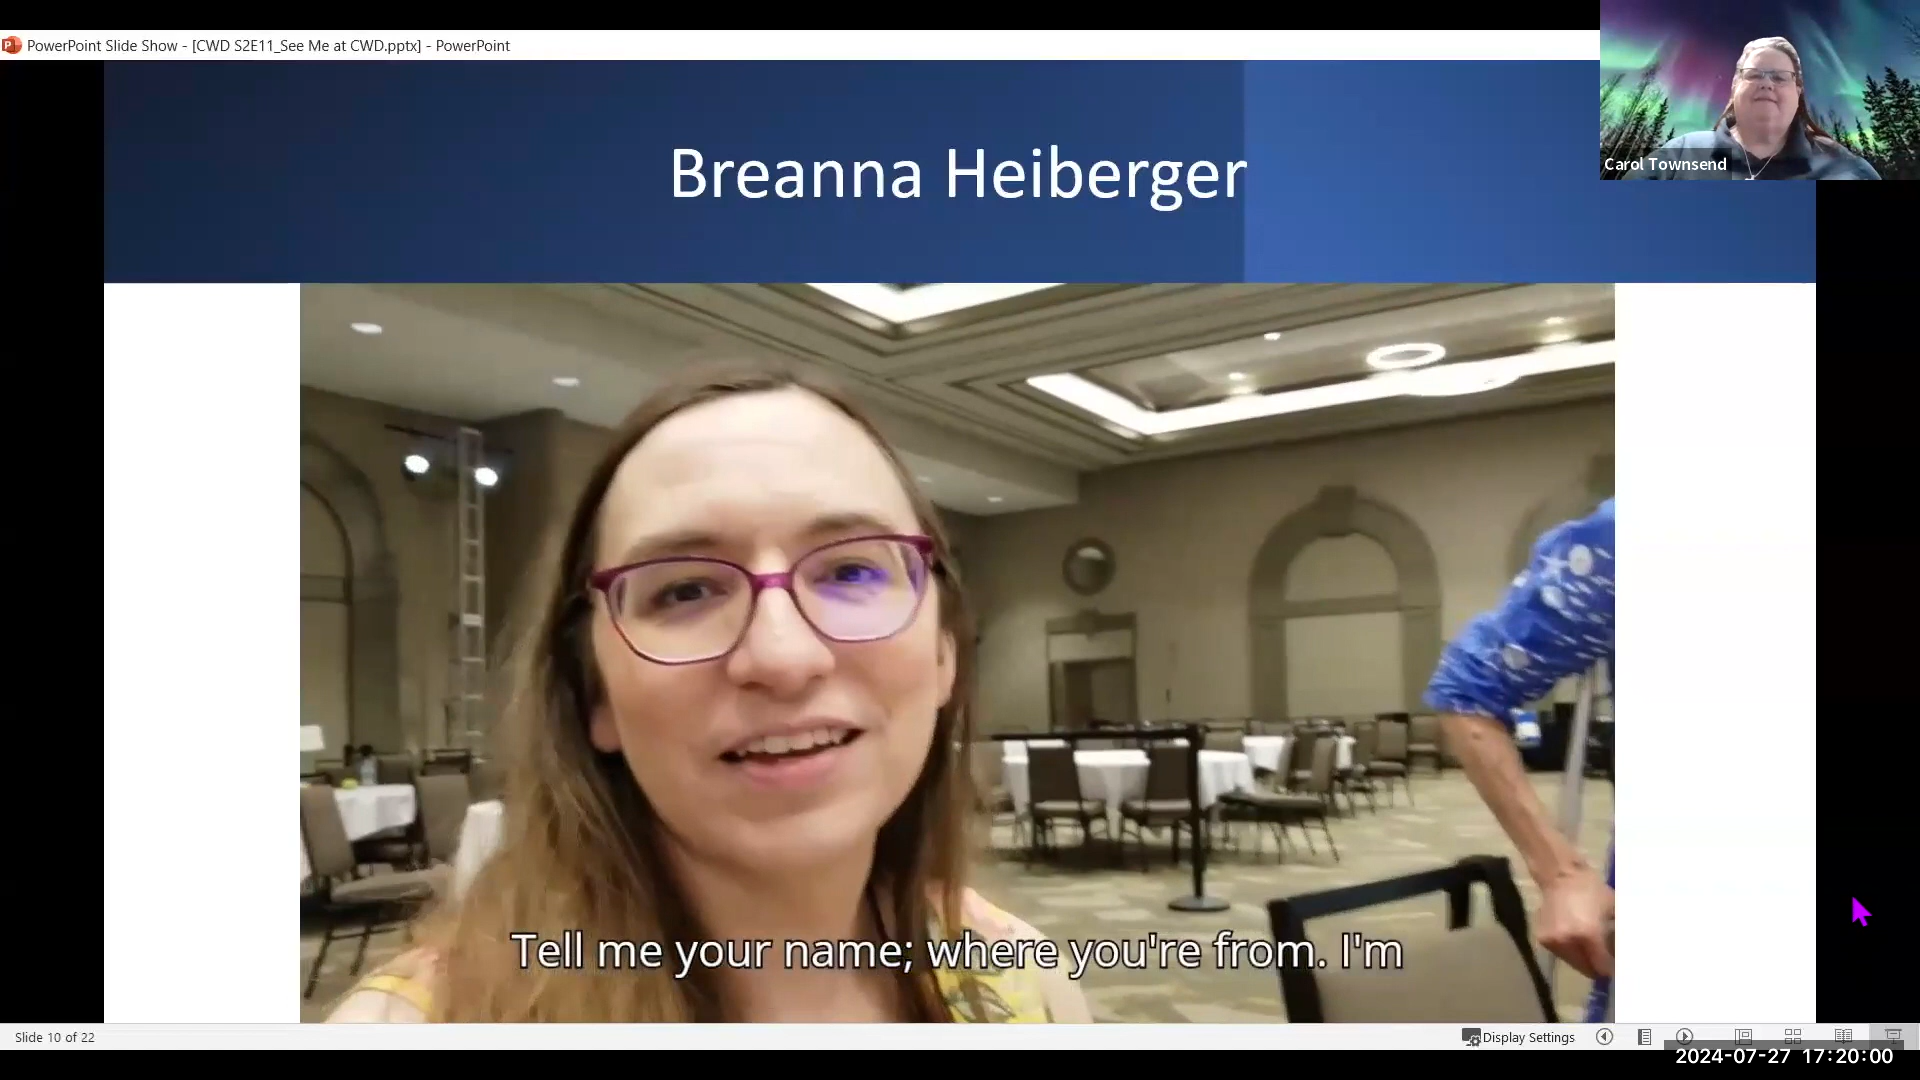 PowerPoint Slide Show - [CWD S2E11_See Me at CWD.pptx] - PowerPoint
Carol Townsend
Breanna Heiberger
Tell me your name; where you're from. I'm
Slide 10 of 22
Display Settings
2024-07-27 17:20:00